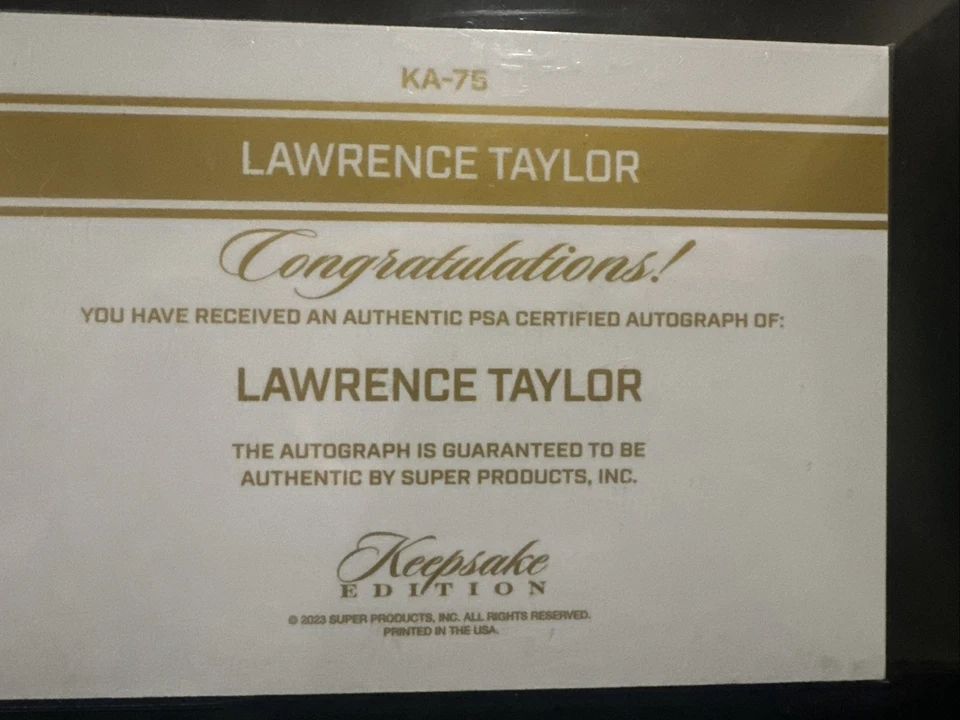 KA-75
LAWRENCE TAYLOR
Congratulations!
YOU HAVE RECEIVED AN AUTHENTIC PSA CERTIFIED AUTOGRAPH OF:
LAWRENCE TAYLOR
THE AUTOGRAPH IS GUARANTEED TO BE
AUTHENTIC BY SUPER PRODUCTS, INC.
Keepsake
EDITION
© 2023 SUPER PRODUCTS, INC. ALL RIGHTS RESERVED.
PRINTED IN THE USA.